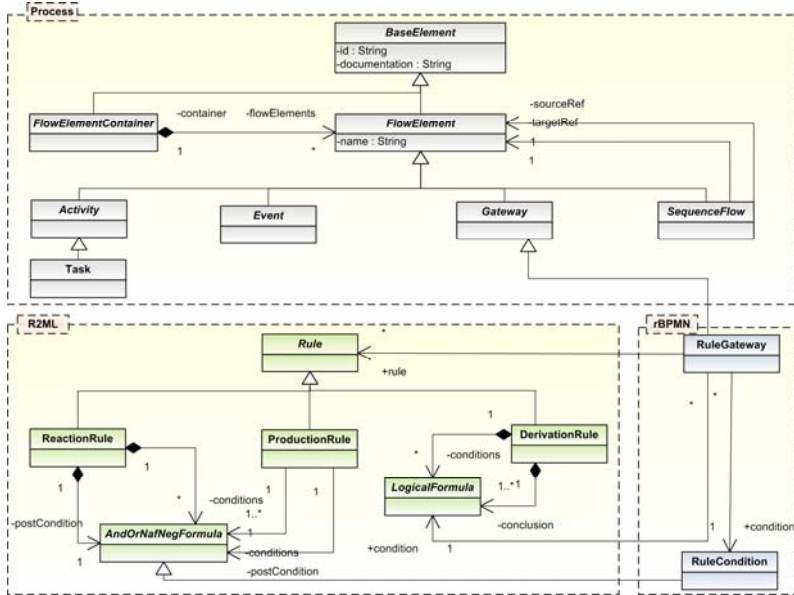 Process
BaseElement
-id : String
-documentation : String
FlowElementContainer
-container
-flowElements
1
*
FlowElement
-name : String
-sourceRef
-targetRef
1
1
Activity
Event
Gateway
SequenceFlow
Task
R2ML
rBPMN
Rule
*
+rule
RuleGateway
ReactionRule
ProductionRule
DerivationRule
1
1
*
-conditions
1
*
-conditions
LogicalFormula
1..*
1
-conclusion
1
1
1..*
1
-postCondition
1
AndOrNafNegFormula
-conditions
-postCondition
+condition
1
*
*
1
+condition
RuleCondition